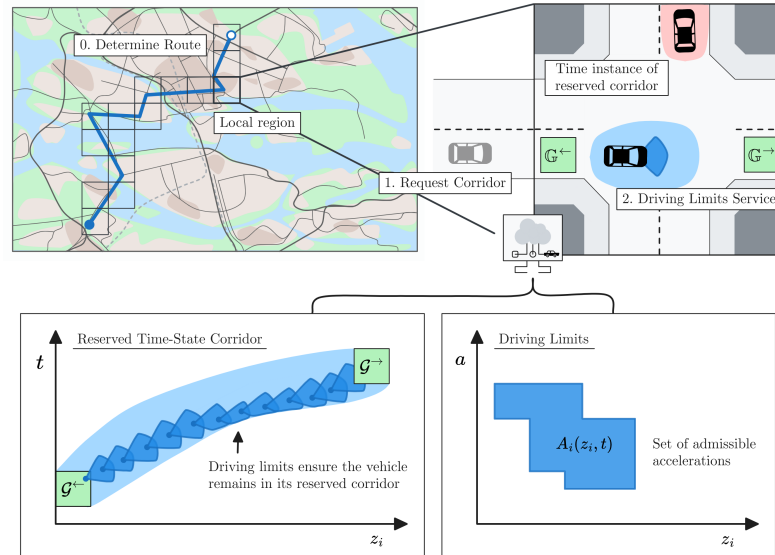 0. Determine Route
Local region
Time instance of
reserved corridor
𝔾←
𝔾→
1. Request Corridor
2. Driving Limits Service
Reserved Time-State Corridor
t
𝒢→
𝒢←
Driving limits ensure the vehicle
remains in its reserved corridor
zᵢ
Driving Limits
a
Aᵢ(zᵢ, t)
Set of admissible
accelerations
zᵢ